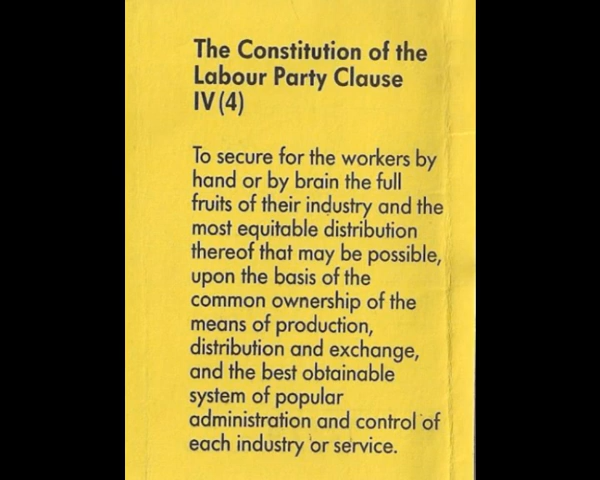 The Constitution of the
Labour Party Clause
IV (4)
To secure for the workers by
hand or by brain the full
fruits of their industry and the
most equitable distribution
thereof that may be possible,
upon the basis of the
common ownership of the
means of production,
distribution and exchange,
and the best obtainable
system of popular
administration and control of
each industry or service.